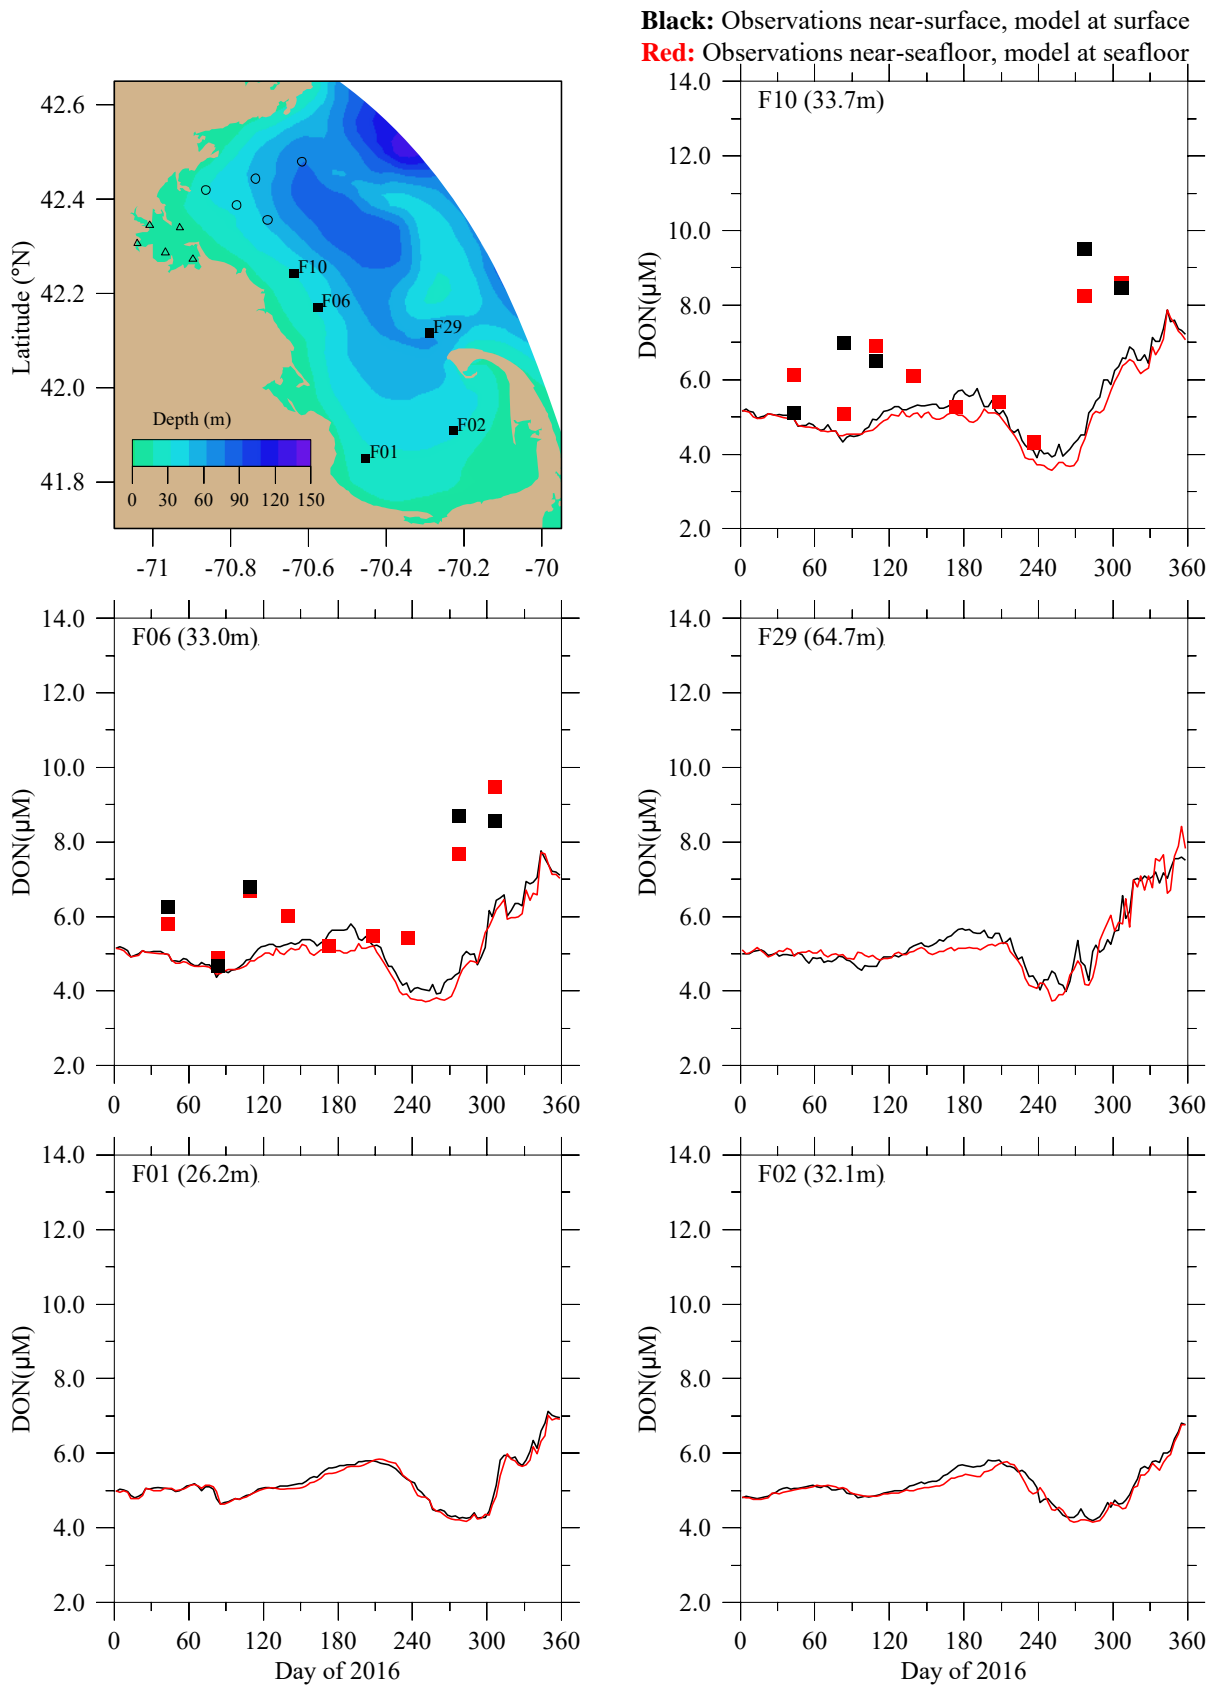 Black: Observations near-surface, model at surface
Red: Observations near-seafloor, model at seafloor
42.6
42.4
42.2
42.0
41.8
Latitude (°N)
F10
F06
F29
F02
F01
Depth (m)
0 30 60 90 120 150
-71 -70.8 -70.6 -70.4 -70.2 -70
F10 (33.7m)
14.0
12.0
10.0
8.0
6.0
4.0
2.0
DON(µM)
0 60 120 180 240 300 360
F06 (33.0m)
14.0
12.0
10.0
8.0
6.0
4.0
2.0
DON(µM)
0 60 120 180 240 300 360
F29 (64.7m)
14.0
12.0
10.0
8.0
6.0
4.0
2.0
DON(µM)
0 60 120 180 240 300 360
F01 (26.2m)
14.0
12.0
10.0
8.0
6.0
4.0
2.0
DON(µM)
0 60 120 180 240 300 360
Day of 2016
F02 (32.1m)
14.0
12.0
10.0
8.0
6.0
4.0
2.0
DON(µM)
0 60 120 180 240 300 360
Day of 2016